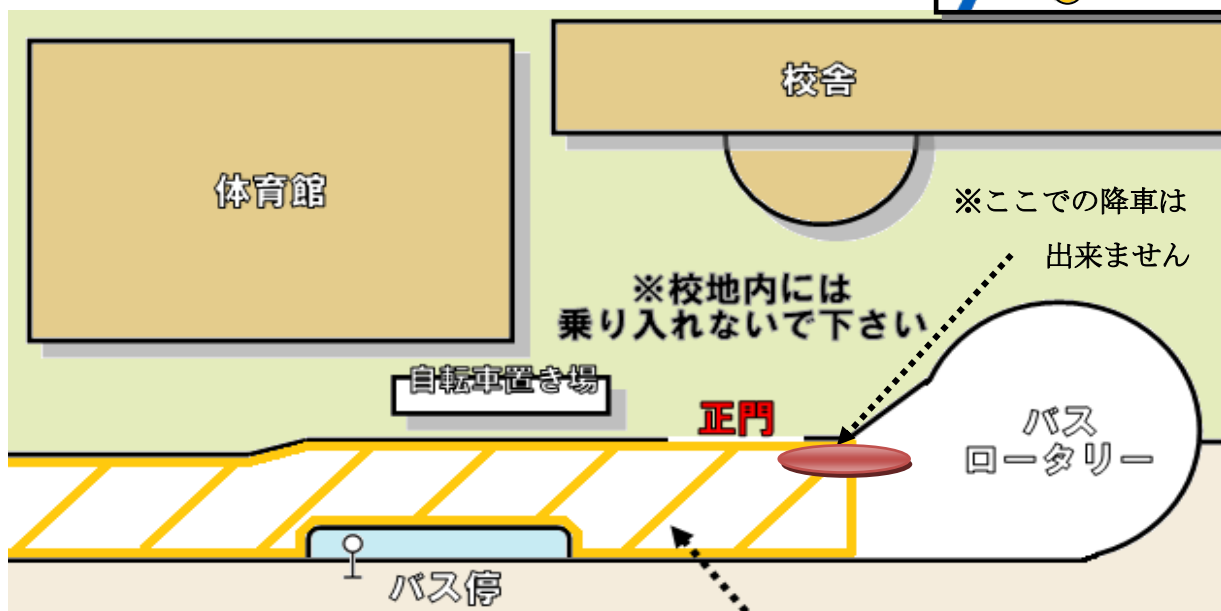 校舎
体育館
※ここでの降車は
出来ません
※校地内には
乗り入れないで下さい
自転車置き場
正門
バス
ロータリー
バス停